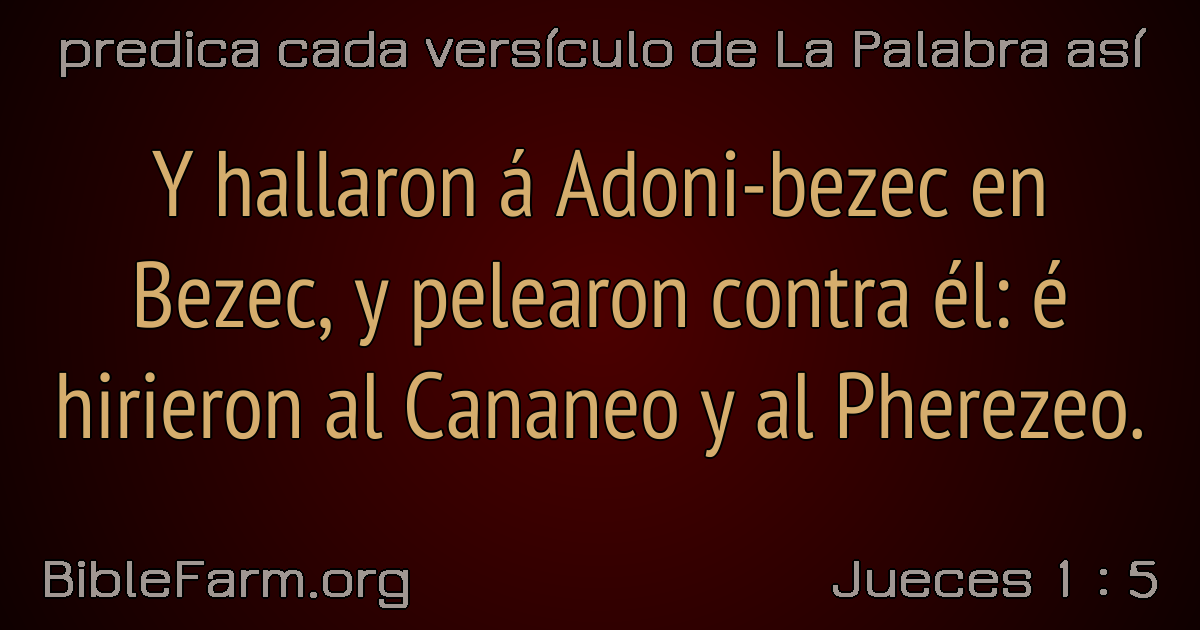 predica cada versículo de La Palabra así
Y hallaron á Adoni-bezec en
Bezec, y pelearon contra él: é
hirieron al Cananeo y al Pherezeo.
BibleFarm.org
Jueces 1 : 5